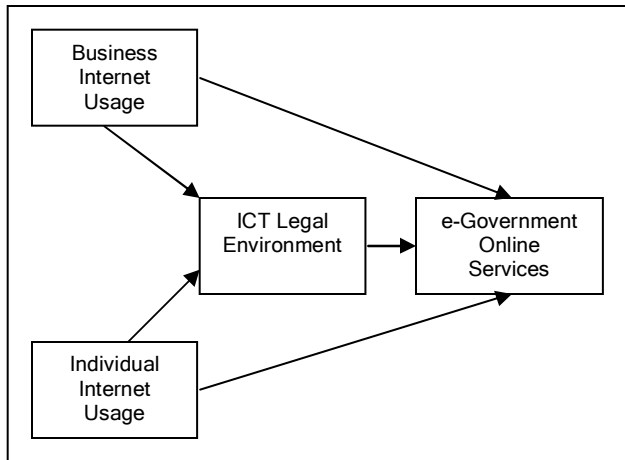 Business
Internet
Usage
ICT Legal
Environment
e-Government
Online
Services
Individual
Internet
Usage